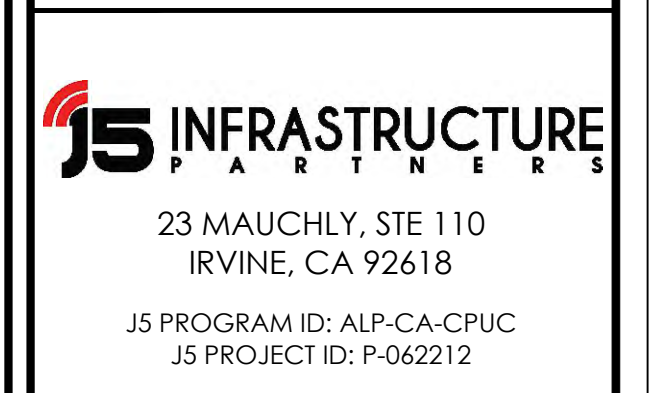 J5 INFRASTRUCTURE
PARTNERS
23 MAUCHLY, STE 110
IRVINE, CA 92618
J5 PROGRAM ID: ALP-CA-CPUC
J5 PROJECT ID: P-062212